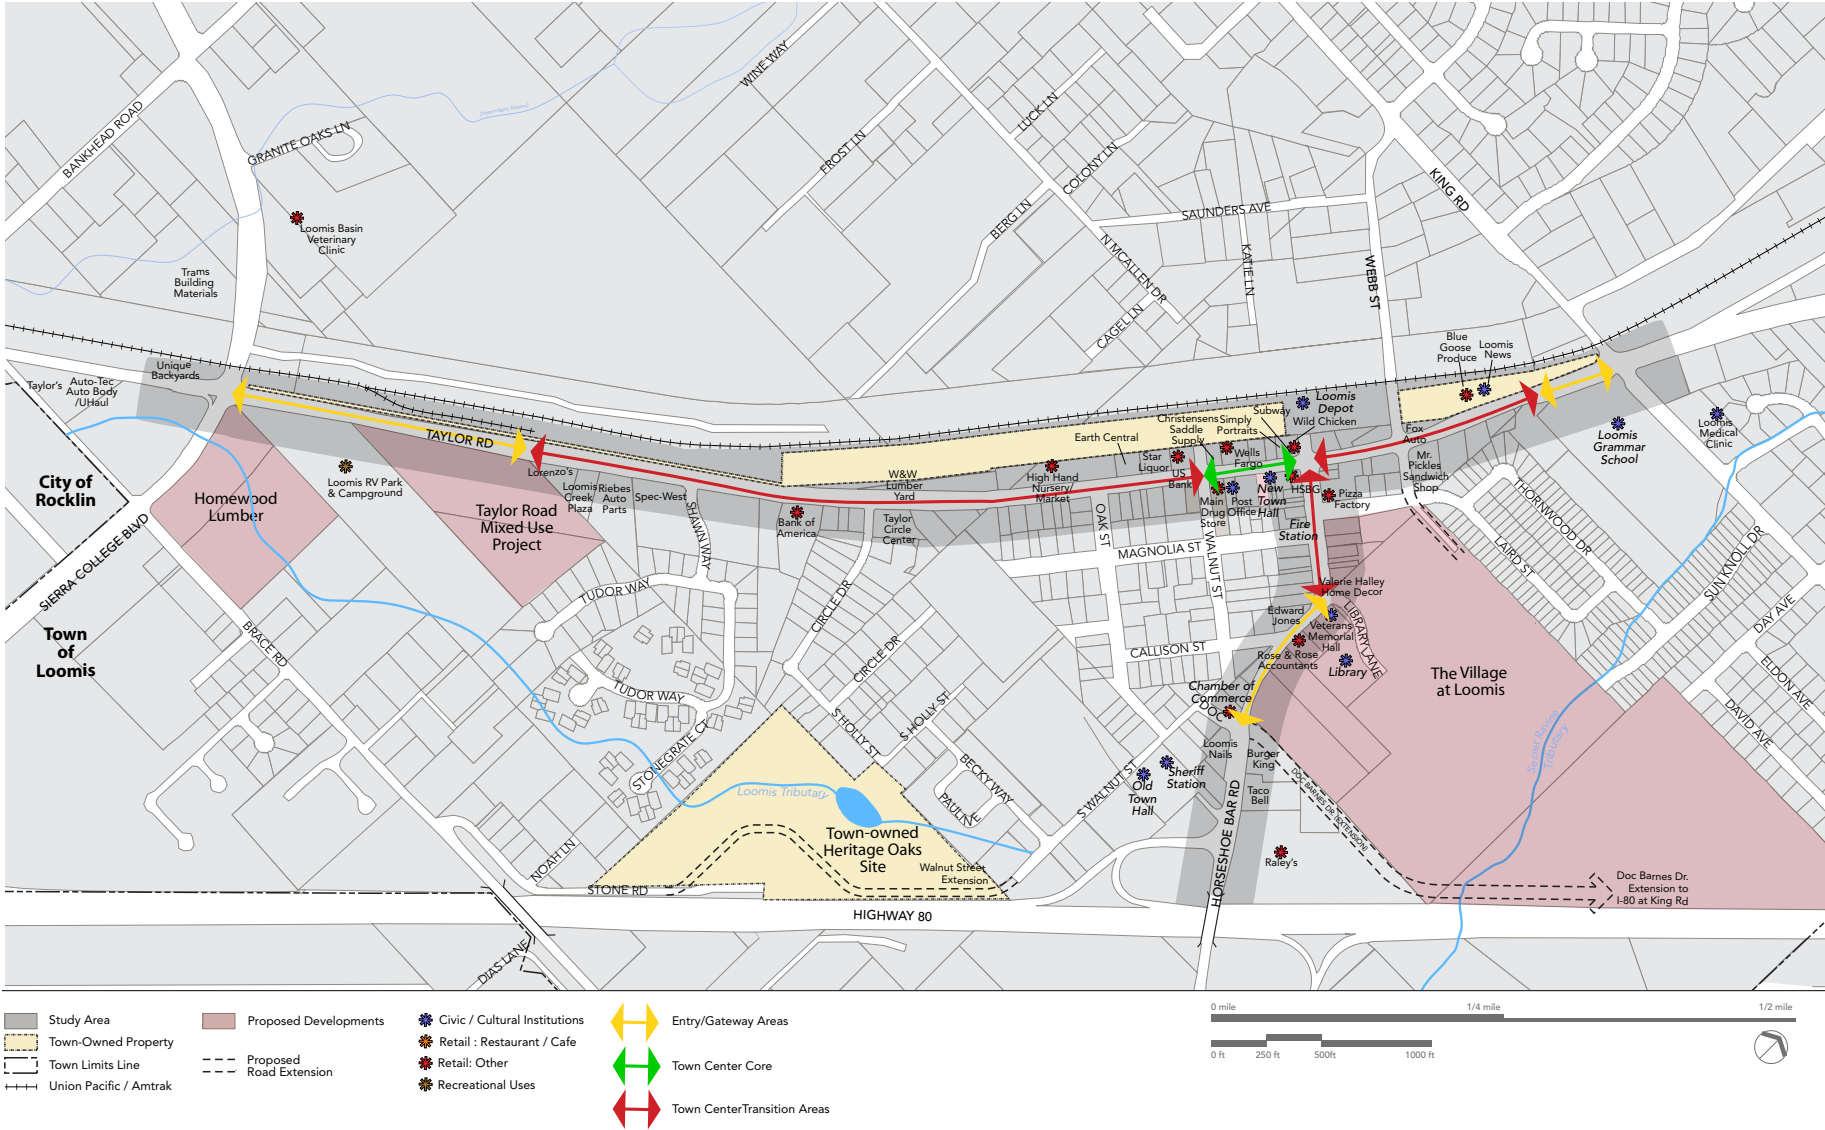 BANKHEAD ROAD
GRANITE OAKS LN
WINE WAY
FROST LN
LUCK LN
COLONY LN
BERG LN
SAUNDERS AVE
N MCALLEN DR
KATIE LN
CAGEL LN
WEBB ST
KING RD
Loomis Basin
Veterinary
Clinic
Trams
Building
Materials
Unique
Backyards
Taylor's
Auto-Tec
Auto Body
/UHaul
TAYLOR RD
City of
Rocklin
Town
of
Loomis
SIERRA COLLEGE BLVD
Homewood
Lumber
Loomis RV Park
& Campground
Taylor Road
Mixed Use
Project
Lorenzo's
Loomis
Creek
Plaza
Riebes
Auto
Parts
Spec-West
SHAWN WAY
Bank of
America
W&W
Lumber
Yard
Taylor
Circle
Center
High Hand
Nursery/
Market
Earth Central
Star
Liquor
Christensens
Saddle
Supply
Simply
Portraits
Subway
Loomis
Depot
Wild Chicken
US
Bank
Wells
Fargo
Main
Drug
Store
Post
Office
New
Town
Hall
HSBG
Pizza
Factory
Fire
Station
Fox
Auto
Mr.
Pickles
Sandwich
Shop
Blue
Goose
Produce
Loomis
News
Loomis
Grammar
School
Loomis
Medical
Clinic
OAK ST
MAGNOLIA ST
WALNUT ST
CALLISON ST
Valerie Halley
Home Decor
Edward
Jones
Veterans
Memorial
Hall
LIBRARY LANE
Rose & Rose
Accountants
Library
Chamber of
Commerce
DOC
Loomis
Nails
Burger
King
Taco
Bell
Raley's
HORSESHOE BAR RD
DOC BARNES DR. (EXTENSION)
The Village
at Loomis
THORNWOOD DR
LAIRD ST
SUN KNOLL DR
DAY AVE
ELDON AVE
DAVID AVE
Secret Ravine
Tributary
Doc Barnes Dr.
Extension to
I-80 at King Rd
BRACE RD
TUDOR WAY
TUDOR WAY
STONEGRATE CT
CIRCLE DR
CIRCLE DR
S HOLLY ST
S HOLLY ST
BECKY WAY
PAULINE
S WALNUT ST
Old
Town
Hall
Sheriff
Station
Loomis Tributary
Town-owned
Heritage Oaks
Site
Walnut Street
Extension
NOAH LN
STONE RD
HIGHWAY 80
DIAS LANE
Study Area
Town-Owned Property
Town Limits Line
Union Pacific / Amtrak
Proposed Developments
Proposed
Road Extension
Civic / Cultural Institutions
Retail : Restaurant / Cafe
Retail: Other
Recreational Uses
Entry/Gateway Areas
Town Center Core
Town CenterTransition Areas
0 mile
1/4 mile
1/2 mile
0 ft
250 ft
500ft
1000 ft